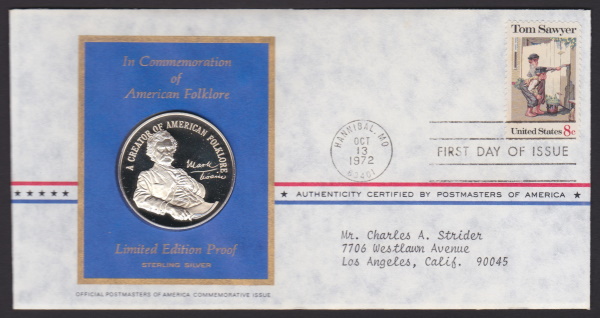 In Commemoration
of
American Folklore
A CREATOR OF AMERICAN FOLKLORE
Mark
Twain
Limited Edition Proof
STERLING SILVER
OFFICIAL POSTMASTERS OF AMERICA COMMEMORATIVE ISSUE
Tom Sawyer
United States 8c
HANNIBAL, MO
OCT
13
1972
63401
FIRST DAY OF ISSUE
AUTHENTICITY CERTIFIED BY POSTMASTERS OF AMERICA
Mr. Charles A. Strider
7706 Westlawn Avenue
Los Angeles, Calif. 90045